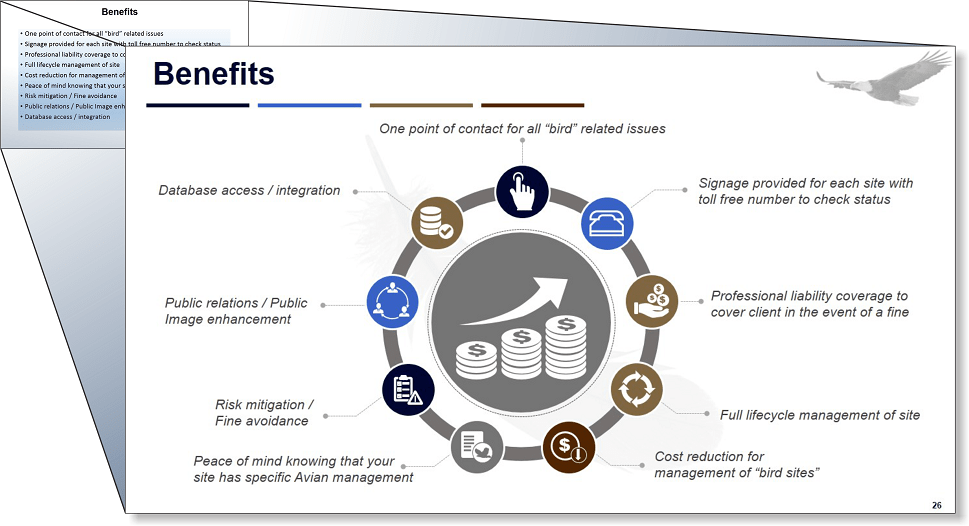 Benefits
• One point of contact for all “bird” related issues
• Signage provided for each site with toll free number to check status
• Professional liability coverage to
• Full lifecycle management of site
• Cost reduction for management of
• Peace of mind knowing that your
• Risk mitigation / Fine avoidance
• Public relations / Public Image
• Database access / integration
Benefits
One point of contact for all “bird” related issues
Signage provided for each site with
toll free number to check status
Professional liability coverage to
cover client in the event of a fine
Full lifecycle management of site
Cost reduction for
management of “bird sites”
Peace of mind knowing that your
site has specific Avian management
Risk mitigation /
Fine avoidance
Public relations / Public
Image enhancement
Database access / integration
$
$
$
$
$
$
$
26